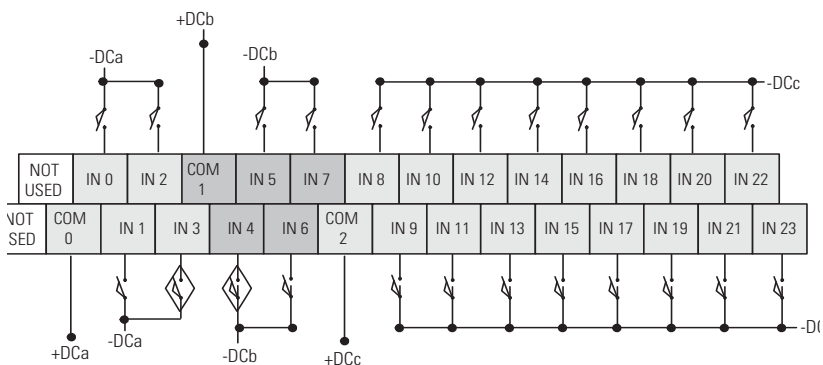 +DCb
-DCa
-DCb
-DCc
NOT USED
IN 0
IN 2
COM 1
IN 5
IN 7
IN 8
IN 10
IN 12
IN 14
IN 16
IN 18
IN 20
IN 22
NOT
SED
COM 0
IN 1
IN 3
IN 4
IN 6
COM 2
IN 9
IN 11
IN 13
IN 15
IN 17
IN 19
IN 21
IN 23
+DCa
-DCa
-DCb
+DCc
-DC